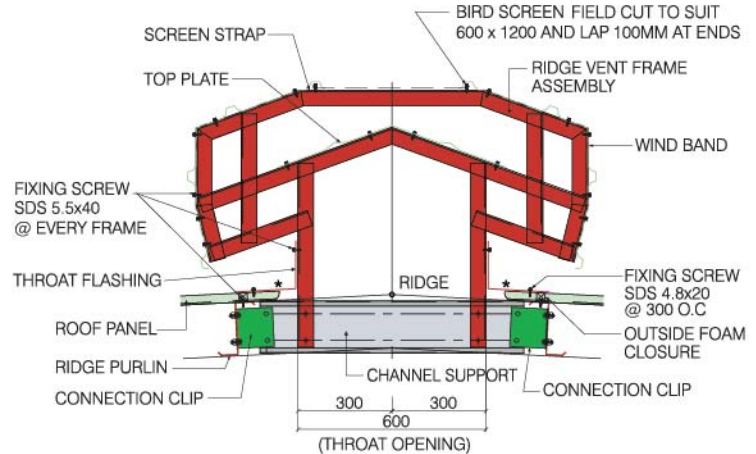 BIRD SCREEN FIELD CUT TO SUIT
600 x 1200 AND LAP 100MM AT ENDS
SCREEN STRAP
TOP PLATE
RIDGE VENT FRAME
ASSEMBLY
WIND BAND
FIXING SCREW
SDS 5.5x40
@ EVERY FRAME
THROAT FLASHING
*
RIDGE
*
FIXING SCREW
SDS 4.8x20
@ 300 O.C
ROOF PANEL
OUTSIDE FOAM
CLOSURE
RIDGE PURLIN
CHANNEL SUPPORT
CONNECTION CLIP
CONNECTION CLIP
300
300
600
(THROAT OPENING)